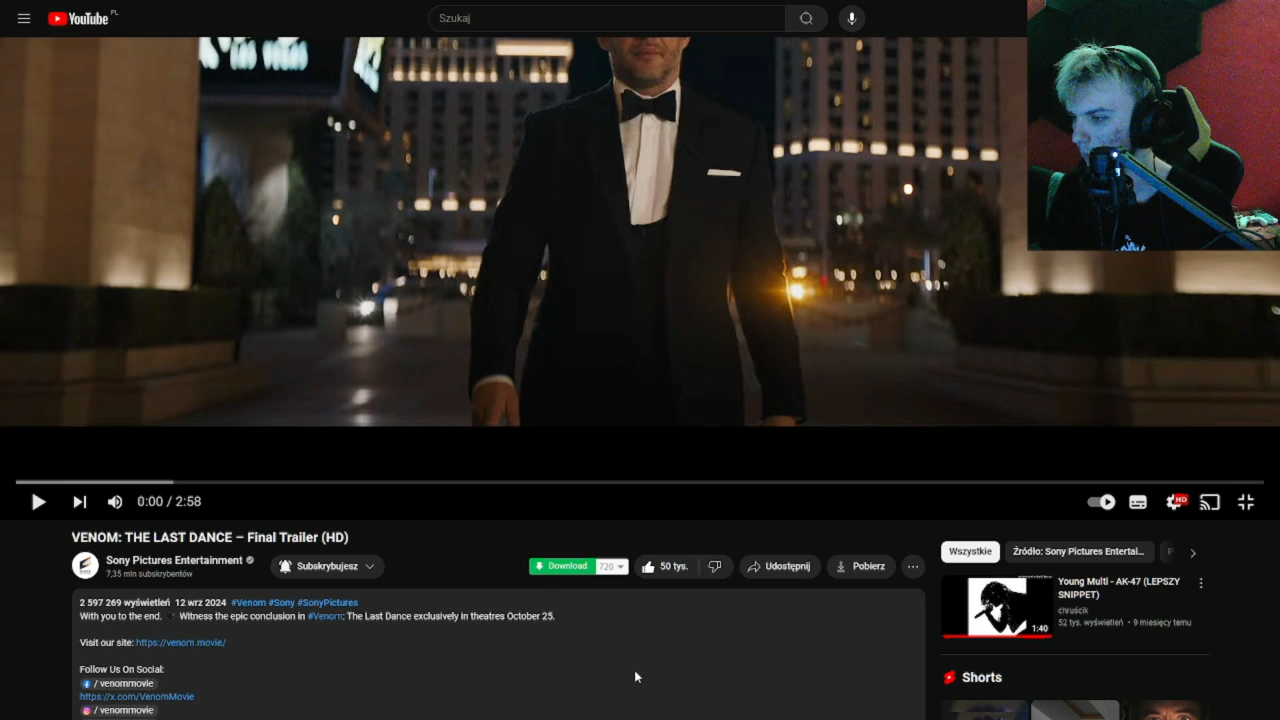 YouTube PL
Szukaj
0:00 / 2:58
HD
VENOM: THE LAST DANCE – Final Trailer (HD)
Sony Pictures Entertainment
7,35 mln subskrybentów
Subskrybujesz
Download 720
50 tys.
Udostępnij
Pobierz
2 597 269 wyświetleń 12 wrz 2024 #Venom #Sony #SonyPictures
With you to the end. Witness the epic conclusion in #Venom: The Last Dance exclusively in theatres October 25.
Visit our site: https://venom.movie/
Follow Us On Social:
/ venommovie
https://x.com/VenomMovie
/ venommovie
Wszystkie
Źródło: Sony Pictures Entertai...
P
Young Multi - AK-47 (LEPSZY
SNIPPET)
chruścik
52 tys. wyświetleń • 9 miesięcy temu
1:40
Shorts